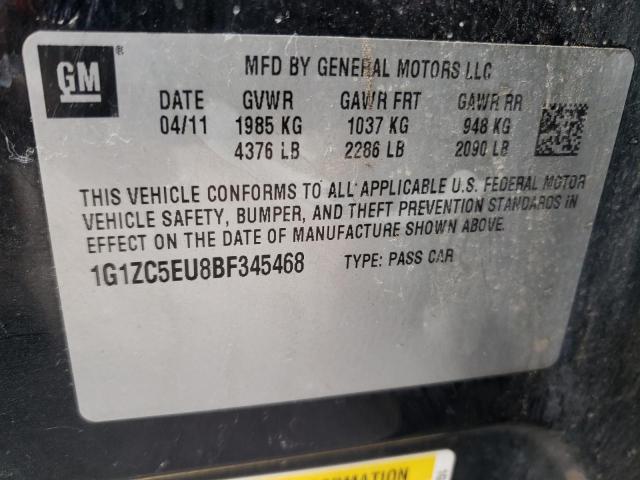 GM®
MFD BY GENERAL MOTORS LLC
DATE GVWR GAWR FRT GAWR RR
04/11 1985 KG 1037 KG 948 KG
4376 LB 2286 LB 2090 LB
THIS VEHICLE CONFORMS TO ALL APPLICABLE U.S. FEDERAL MOTOR
VEHICLE SAFETY, BUMPER, AND THEFT PREVENTION STANDARDS IN
EFFECT ON THE DATE OF MANUFACTURE SHOWN ABOVE.
1G1ZC5EU8BF345468 TYPE: PASS CAR